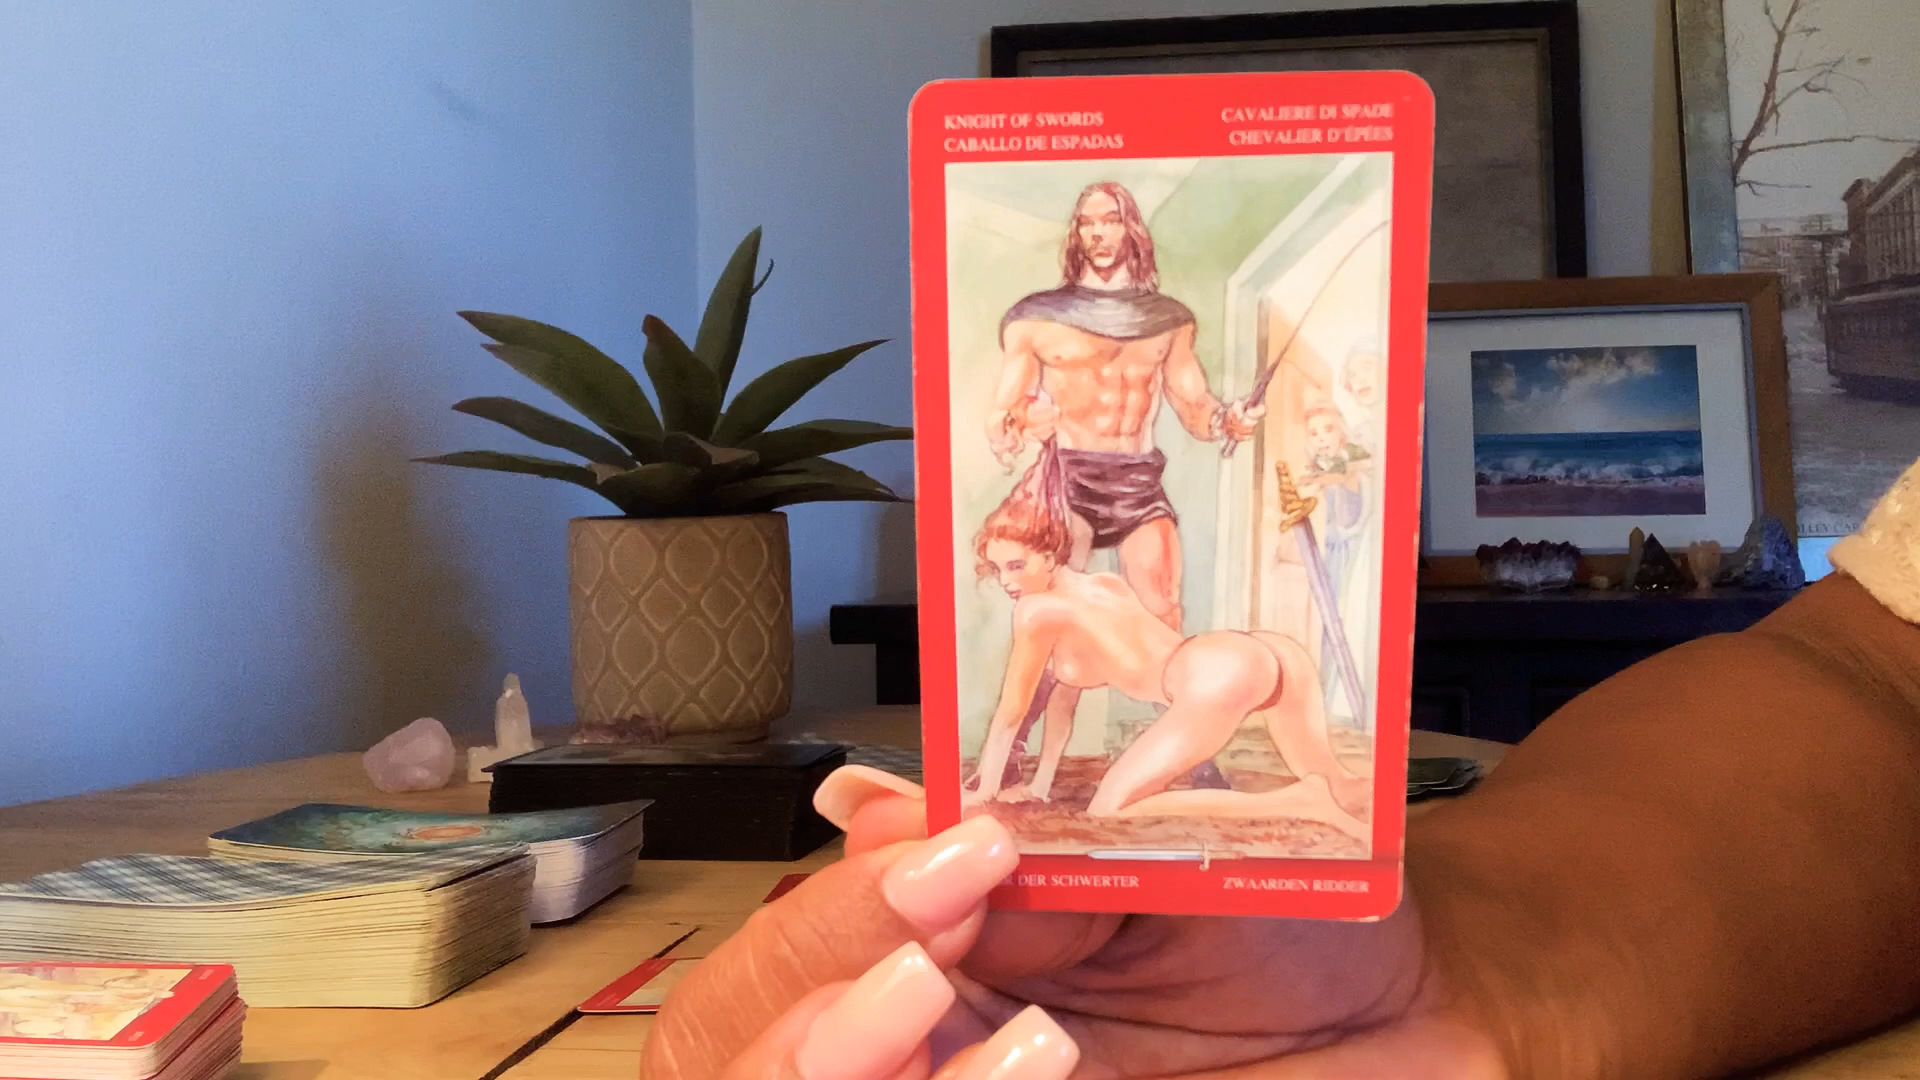 KNIGHT OF SWORDS
CABALLO DE ESPADAS
CAVALIERE DI SPADE
CHEVALIER D'ÉPÉES
DER SCHWERTER
ZWAARDEN RIDDER